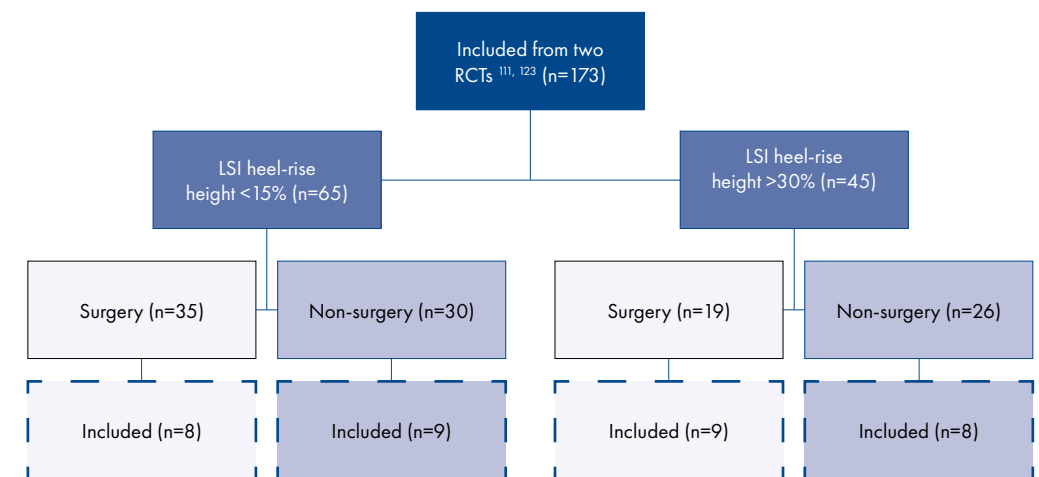 Included from two
RCTs 111, 123 (n=173)
LSI heel-rise
height <15% (n=65)
LSI heel-rise
height >30% (n=45)
Surgery (n=35)
Non-surgery (n=30)
Surgery (n=19)
Non-surgery (n=26)
Included (n=8)
Included (n=9)
Included (n=9)
Included (n=8)